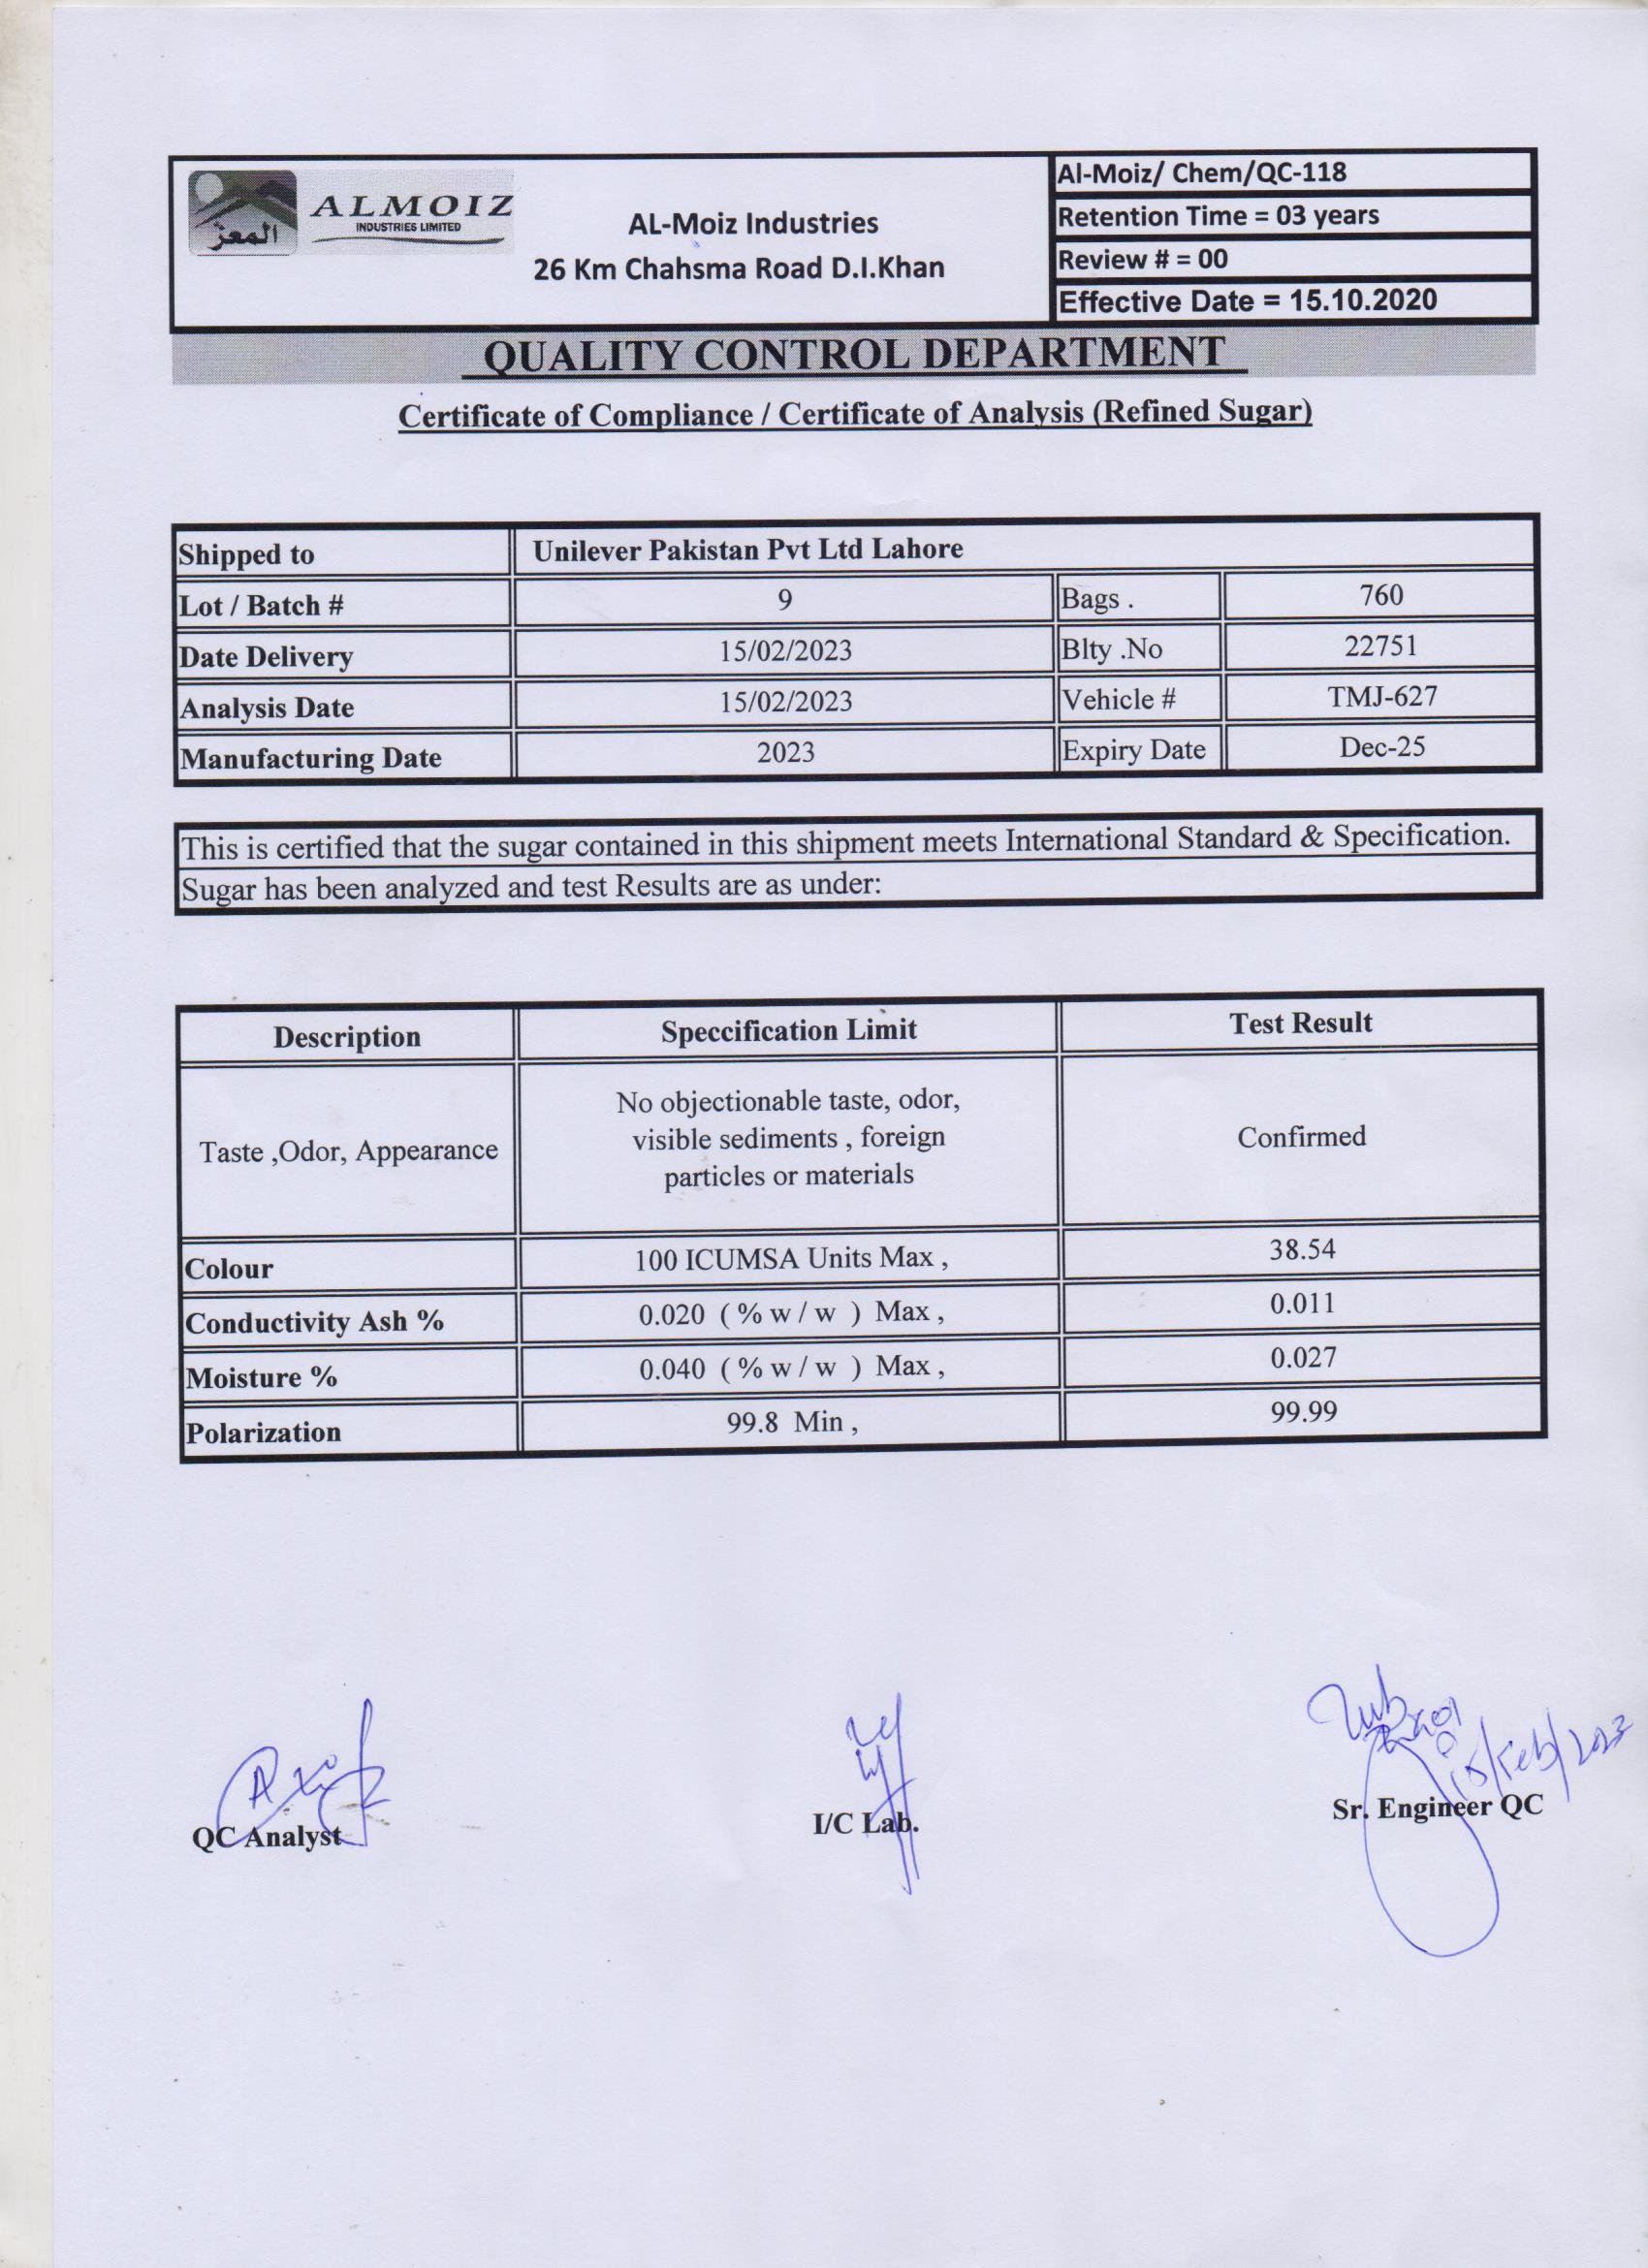 ALMOIZ
INDUSTRIES LIMITED
المعز
AL-Moiz Industries
26 Km Chahsma Road D.I.Khan
Al-Moiz/ Chem/QC-118
Retention Time = 03 years
Review # = 00
Effective Date = 15.10.2020
QUALITY CONTROL DEPARTMENT
Certificate of Compliance / Certificate of Analysis (Refined Sugar)
Shipped to Unilever Pakistan Pvt Ltd Lahore
Lot / Batch # 9 Bags . 760
Date Delivery 15/02/2023 Blty .No 22751
Analysis Date 15/02/2023 Vehicle # TMJ-627
Manufacturing Date 2023 Expiry Date Dec-25
This is certified that the sugar contained in this shipment meets International Standard & Specification.
Sugar has been analyzed and test Results are as under:
Description Speccification Limit Test Result
Taste ,Odor, Appearance
No objectionable taste, odor,
visible sediments , foreign
particles or materials
Confirmed
Colour 100 ICUMSA Units Max , 38.54
Conductivity Ash % 0.020 ( % w / w ) Max , 0.011
Moisture % 0.040 ( % w / w ) Max , 0.027
Polarization 99.8 Min , 99.99
15/Feb/2023
QC Analyst
I/C Lab.
Sr. Engineer QC